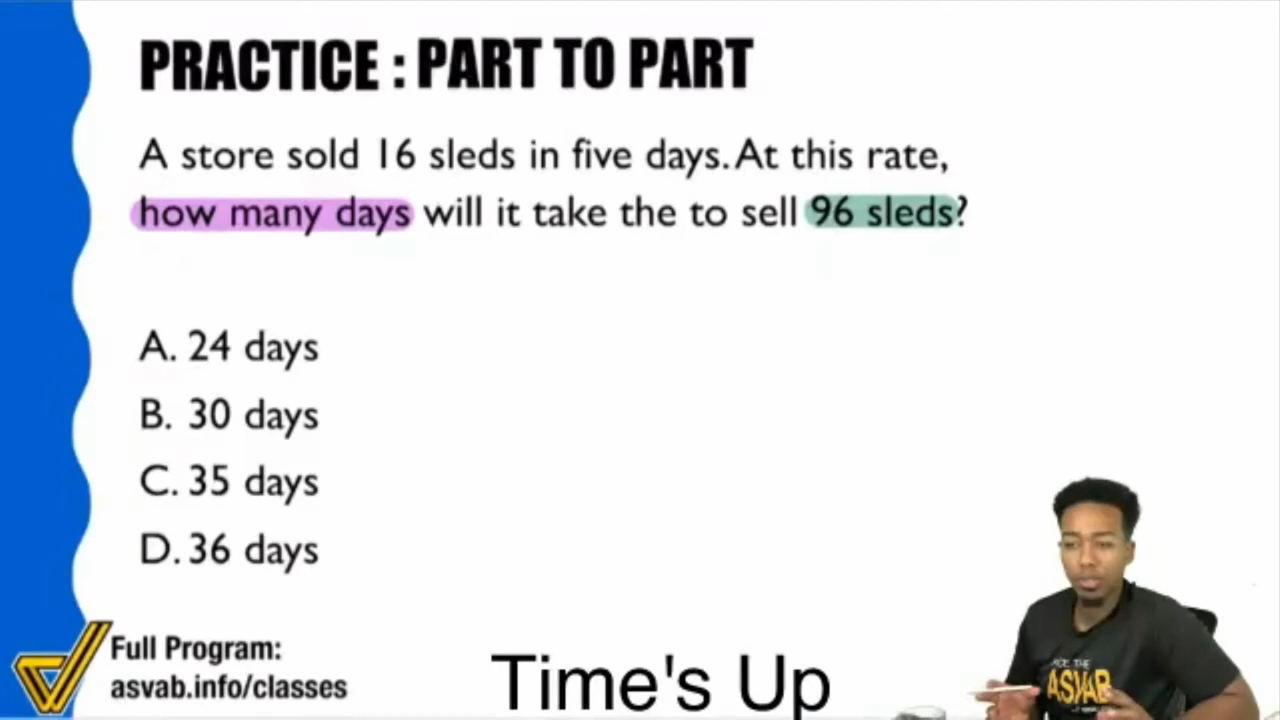 PRACTICE : PART TO PART
A store sold 16 sleds in five days. At this rate,
how many days will it take the to sell 96 sleds?
A. 24 days
B. 30 days
C. 35 days
D. 36 days
Full Program:
asvab.info/classes
Time's Up
THE
ASVAB